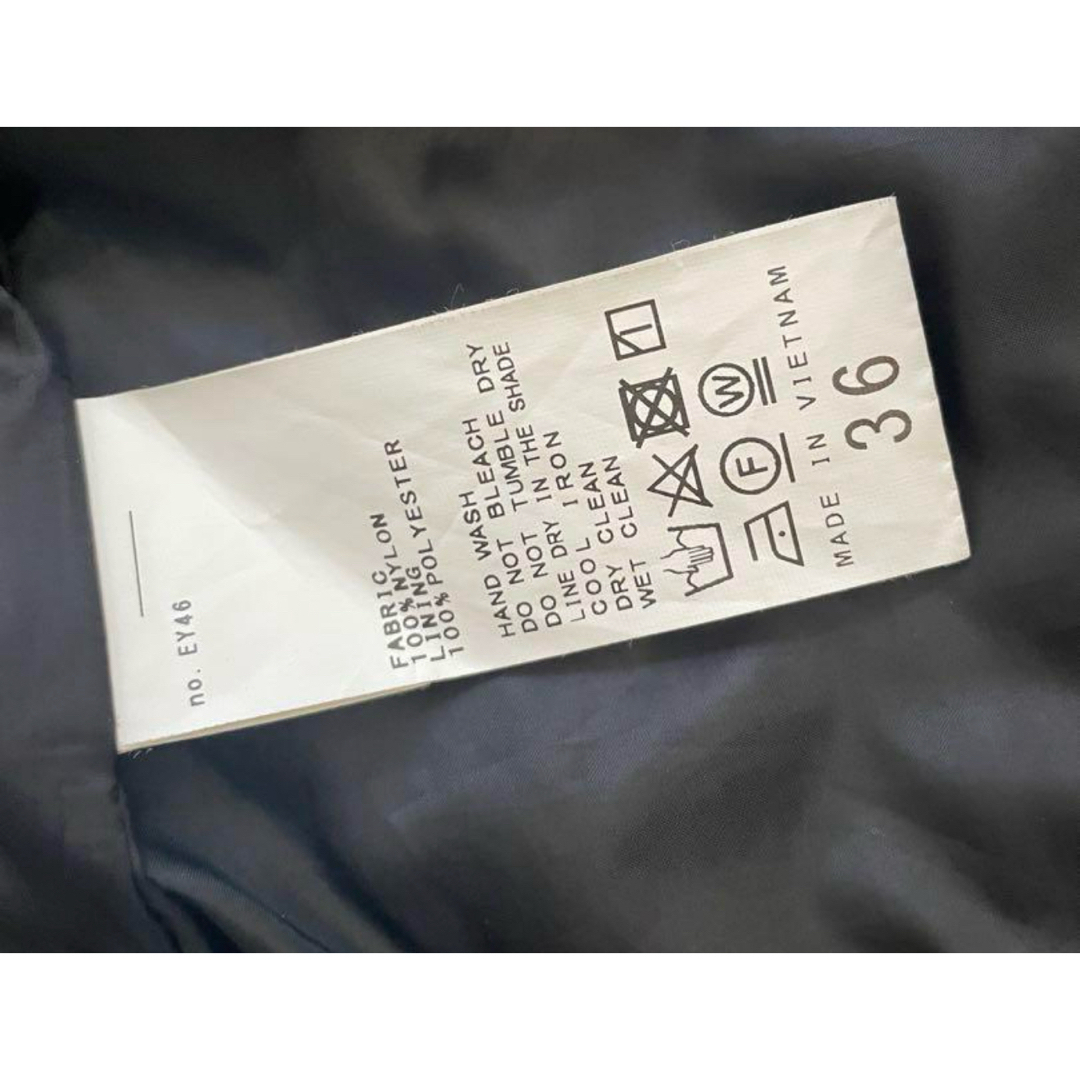 no. EY46
FABRIC
100%NYLON
LINING
100%POLYESTER
HAND WASH
DO NOT BLEACH
DO NOT TUMBLE DRY
LINE DRY IN THE SHADE
COOL IRON
DRY CLEAN
WET CLEAN
F
W
MADE IN VIETNAM
36